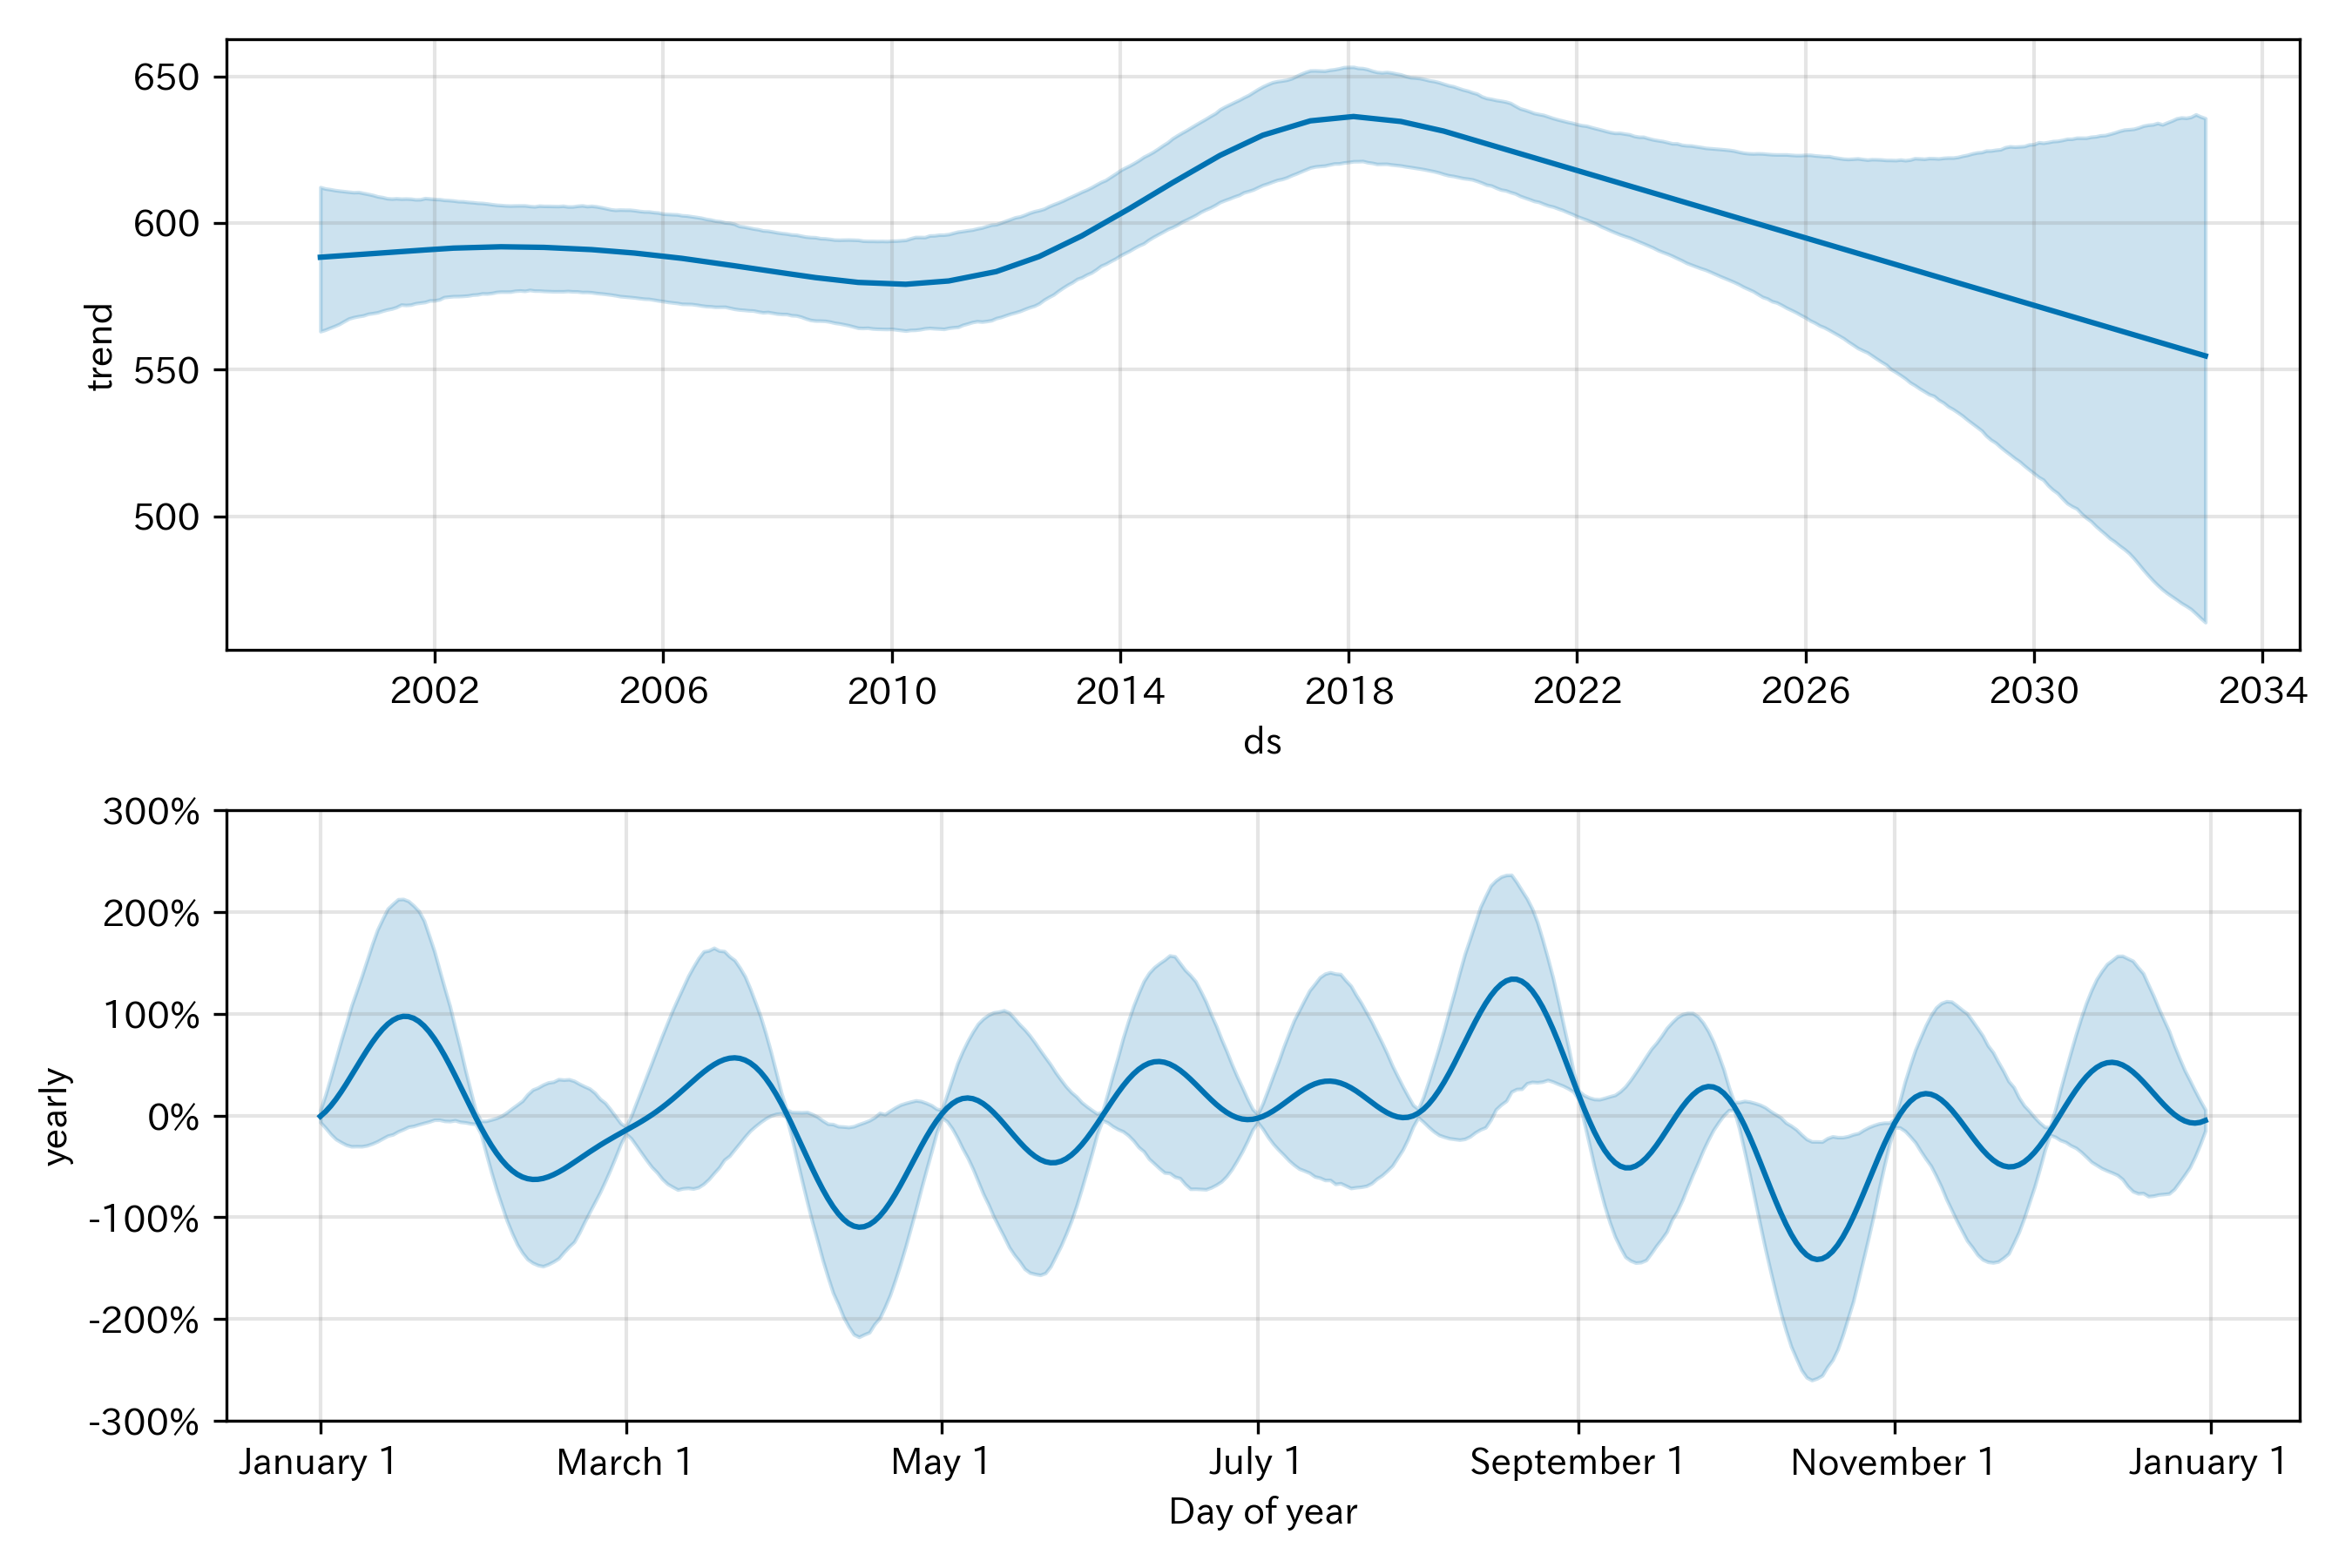 650
600
550
500
trend
2002 2006 2010 2014 2018 2022 2026 2030 2034
ds
300%
200%
100%
0%
-100%
-200%
-300%
yearly
January 1 March 1 May 1 July 1 September 1 November 1 January 1
Day of year